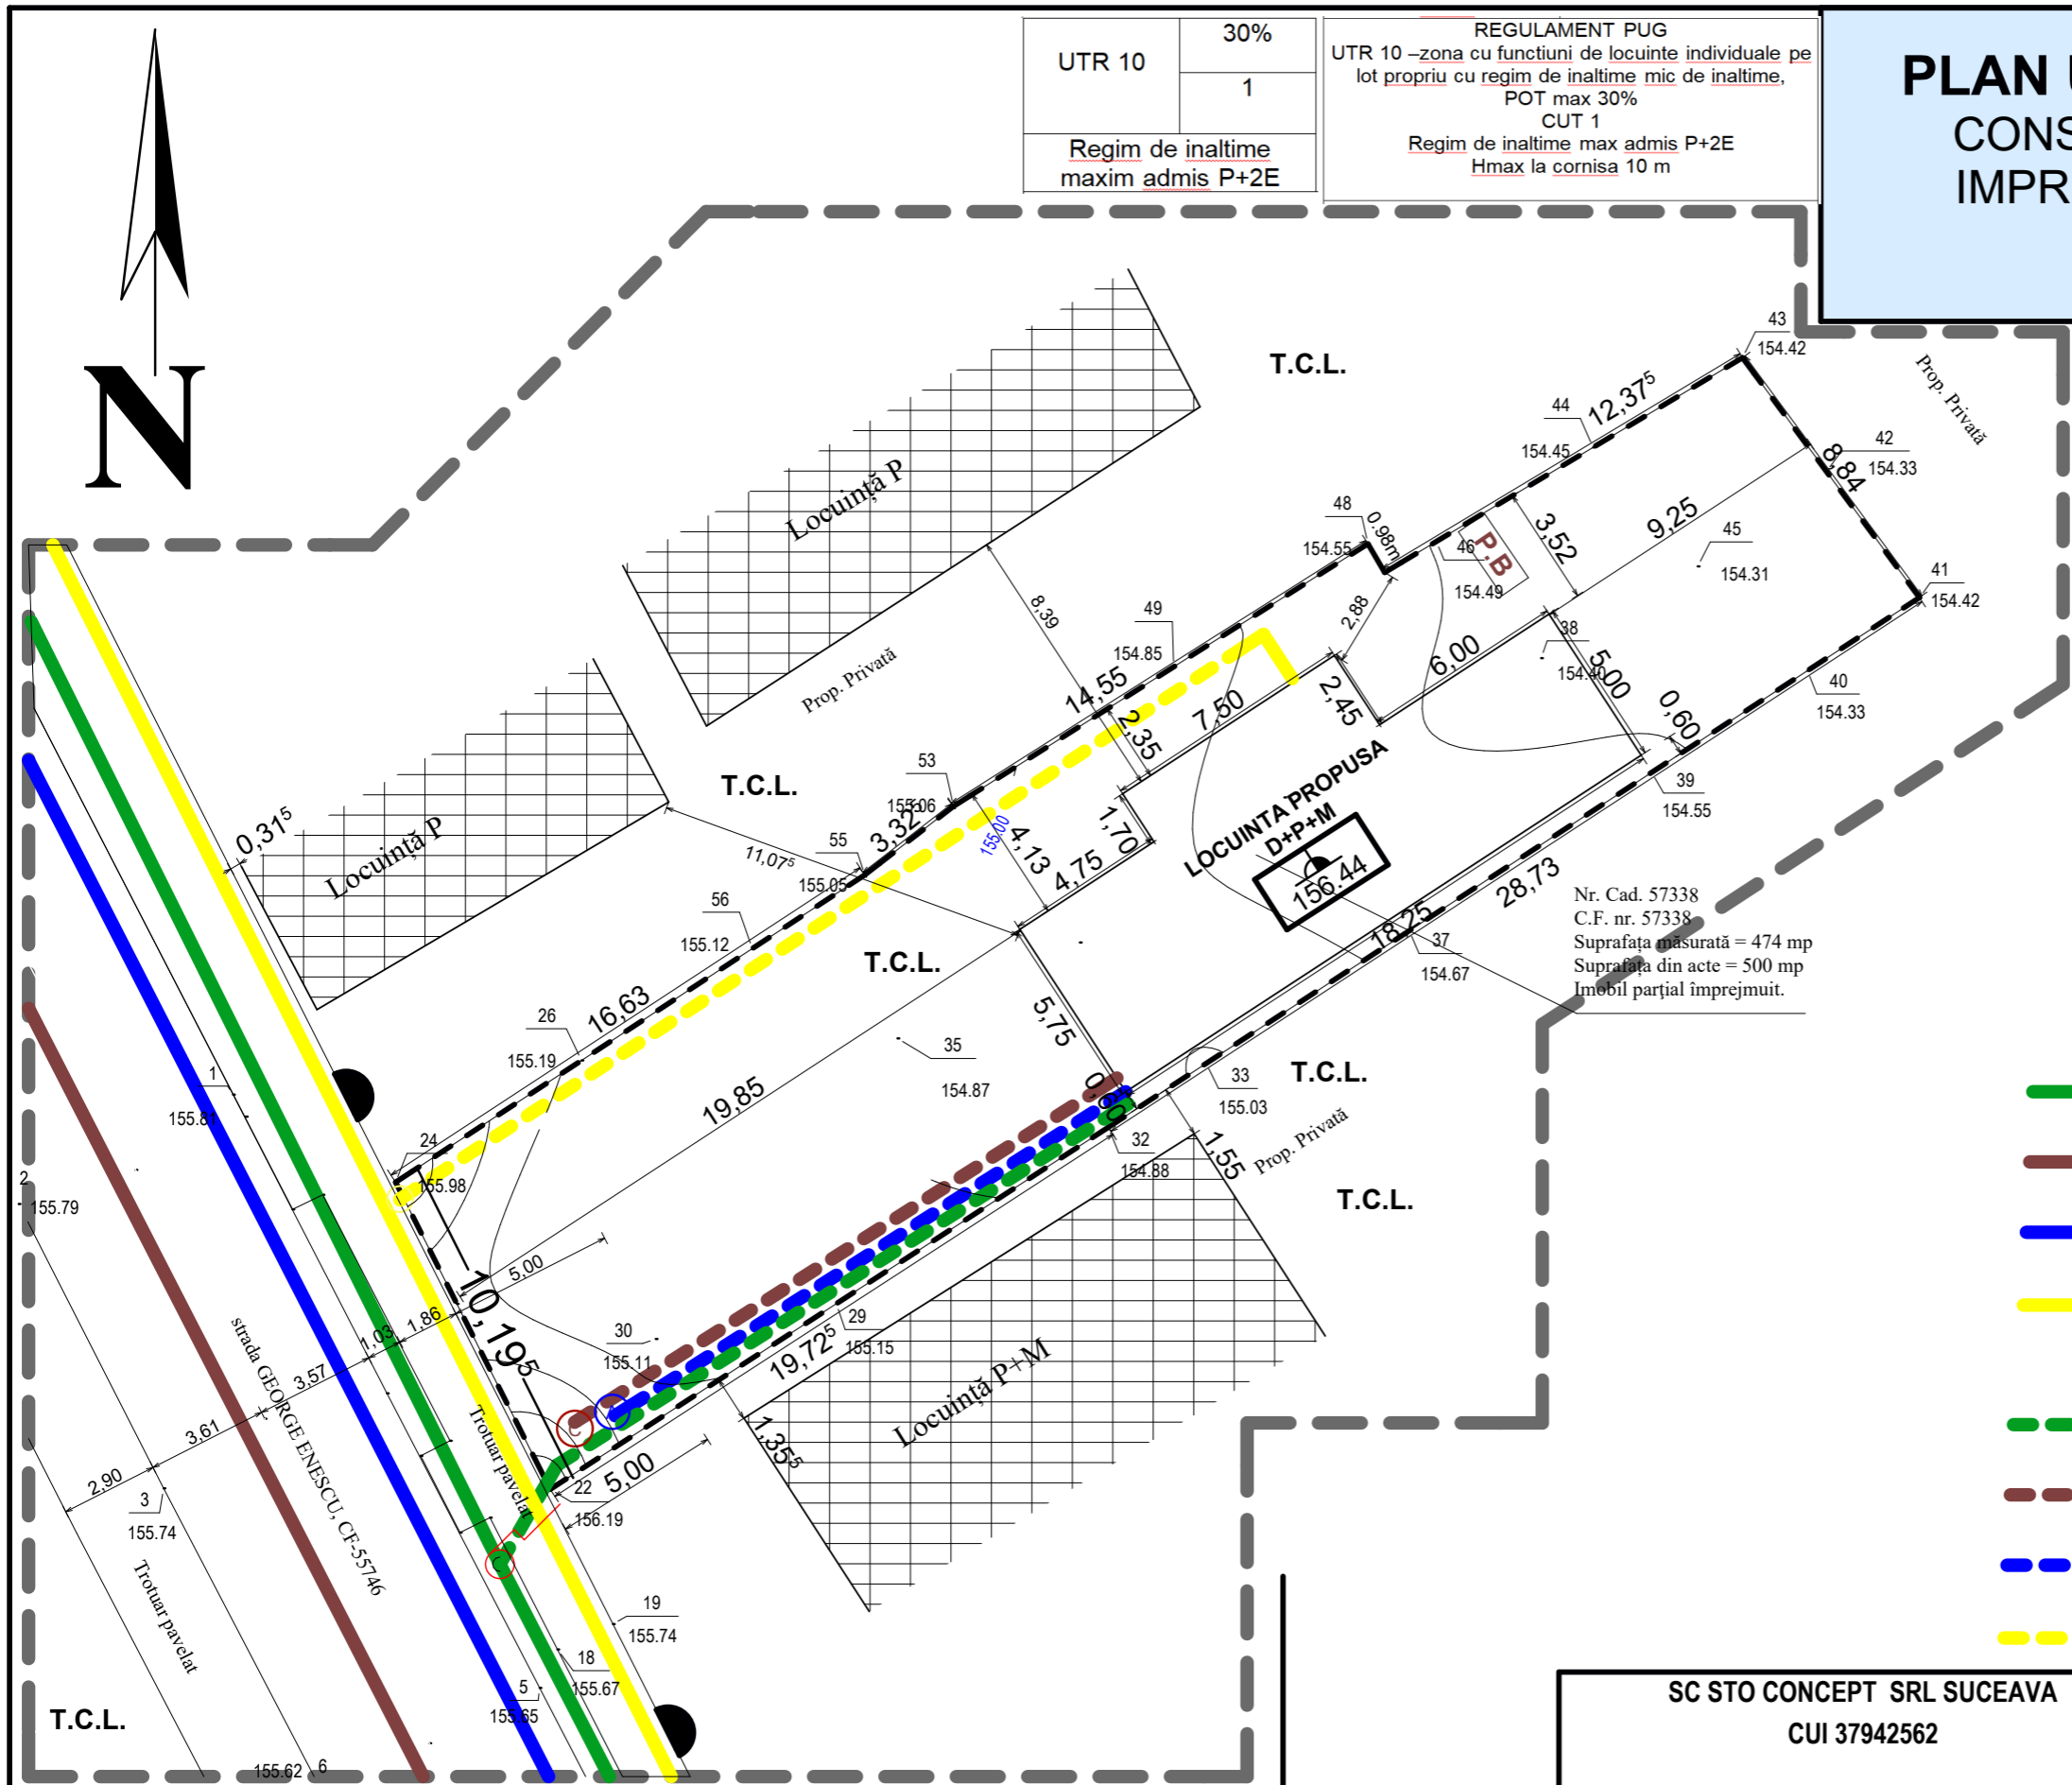 UTR 10
30%
1
Regim de inaltime
maxim admis P+2E
REGULAMENT PUG
UTR 10 –zona cu functiuni de locuinte individuale pe
lot propriu cu regim de inaltime mic de inaltime,
POT max 30%
CUT 1
Regim de inaltime max admis P+2E
Hmax la cornisa 10 m
PLAN U
CONS
IMPR
N
T.C.L.
43
154.42
Prop. Privată
12,37⁵
44
154.45
42
154.33
8,84
Locuinţă P
48
154.55
0.98m
46
154.49
P.B
3,52
9,25
45
154.31
41
154.42
8,39
49
154.85
2,88
38
154.40
6,00
5,00
0,60
40
154.33
Prop. Privată
14,55
2,35
7,50
2,45
T.C.L.
53
155.06
3,32
55
155.05
155.00
4,13
1,70
4,75
LOCUINTA PROPUSA
D+P+M
156.44
39
154.55
0,31⁵
Locuinţă P
11,07⁵
56
155.12
28,73
18,25
37
154.67
Nr. Cad. 57338
C.F. nr. 57338
Suprafaţa măsurată = 474 mp
Suprafaţa din acte = 500 mp
Imobil parţial împrejmuit.
T.C.L.
16,63
26
155.19
5,75
35
154.87
19,85
T.C.L.
33
155.03
1
155.81
24
155.98
32
154.88
1,55
Prop. Privată
T.C.L.
2
155.79
5,00
10,19⁵
1,86
1,03
3,57
3,61
2,90
30
155.11
29
155.15
19,72⁵
Locuinţă P+M
1,35⁵
strada GEORGE ENESCU, CF-55746
Trotuar pavelat
C
5,00
22
156.19
3
155.74
C
Trotuar pavelat
19
155.74
18
155.67
5
155.65
T.C.L.
155.62 6
SC STO CONCEPT SRL SUCEAVA
CUI 37942562